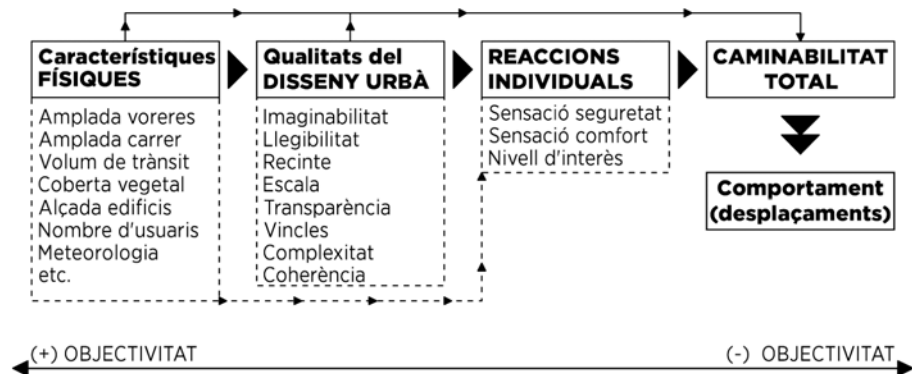 Característiques
FÍSIQUES
Amplada voreres
Amplada carrer
Volum de trànsit
Coberta vegetal
Alçada edificis
Nombre d'usuaris
Meteorologia
etc.
Qualitats del
DISSENY URBÀ
Imaginabilitat
Llegibilitat
Recinte
Escala
Transparència
Vincles
Complexitat
Coherència
REACCIONS
INDIVIDUALS
Sensació seguretat
Sensació comfort
Nivell d'interès
CAMINABILITAT
TOTAL
Comportament
(desplaçaments)
(+) OBJECTIVITAT
(-) OBJECTIVITAT